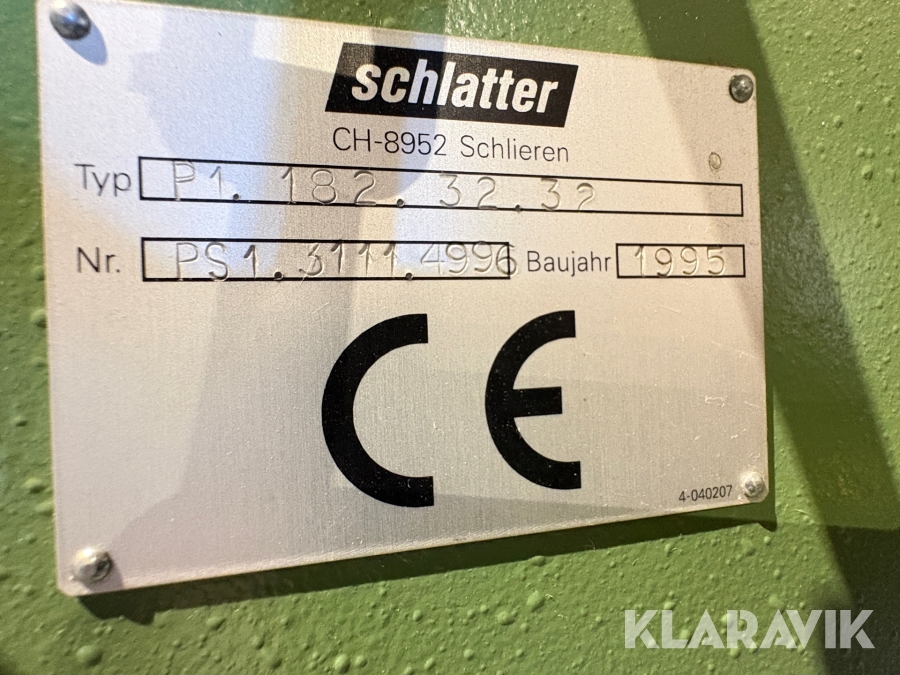 schlatter
CH-8952 Schlieren
Typ P1.182.32.32
Nr. PS1.3111.4996 Baujahr 1995
CE
4-040207
KLARAVIK